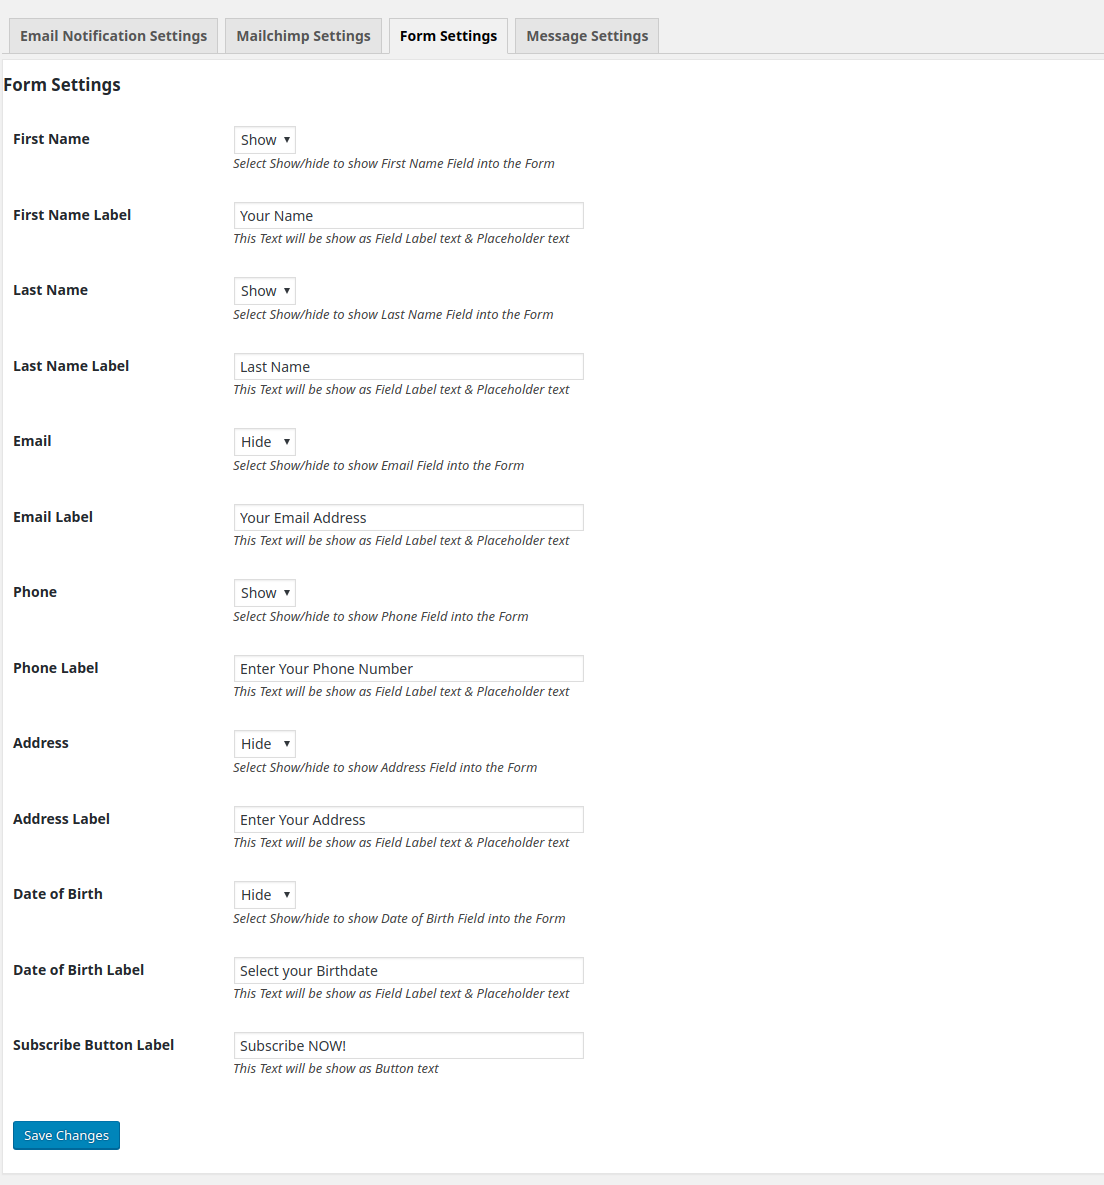 Email Notification Settings Mailchimp Settings Form Settings Message Settings
Form Settings
First Name Show
Select Show/hide to show First Name Field into the Form
First Name Label Your Name
This Text will be show as Field Label text & Placeholder text
Last Name Show
Select Show/hide to show Last Name Field into the Form
Last Name Label Last Name
This Text will be show as Field Label text & Placeholder text
Email Hide
Select Show/hide to show Email Field into the Form
Email Label Your Email Address
This Text will be show as Field Label text & Placeholder text
Phone Show
Select Show/hide to show Phone Field into the Form
Phone Label Enter Your Phone Number
This Text will be show as Field Label text & Placeholder text
Address Hide
Select Show/hide to show Address Field into the Form
Address Label Enter Your Address
This Text will be show as Field Label text & Placeholder text
Date of Birth Hide
Select Show/hide to show Date of Birth Field into the Form
Date of Birth Label Select your Birthdate
This Text will be show as Field Label text & Placeholder text
Subscribe Button Label Subscribe NOW!
This Text will be show as Button text
Save Changes